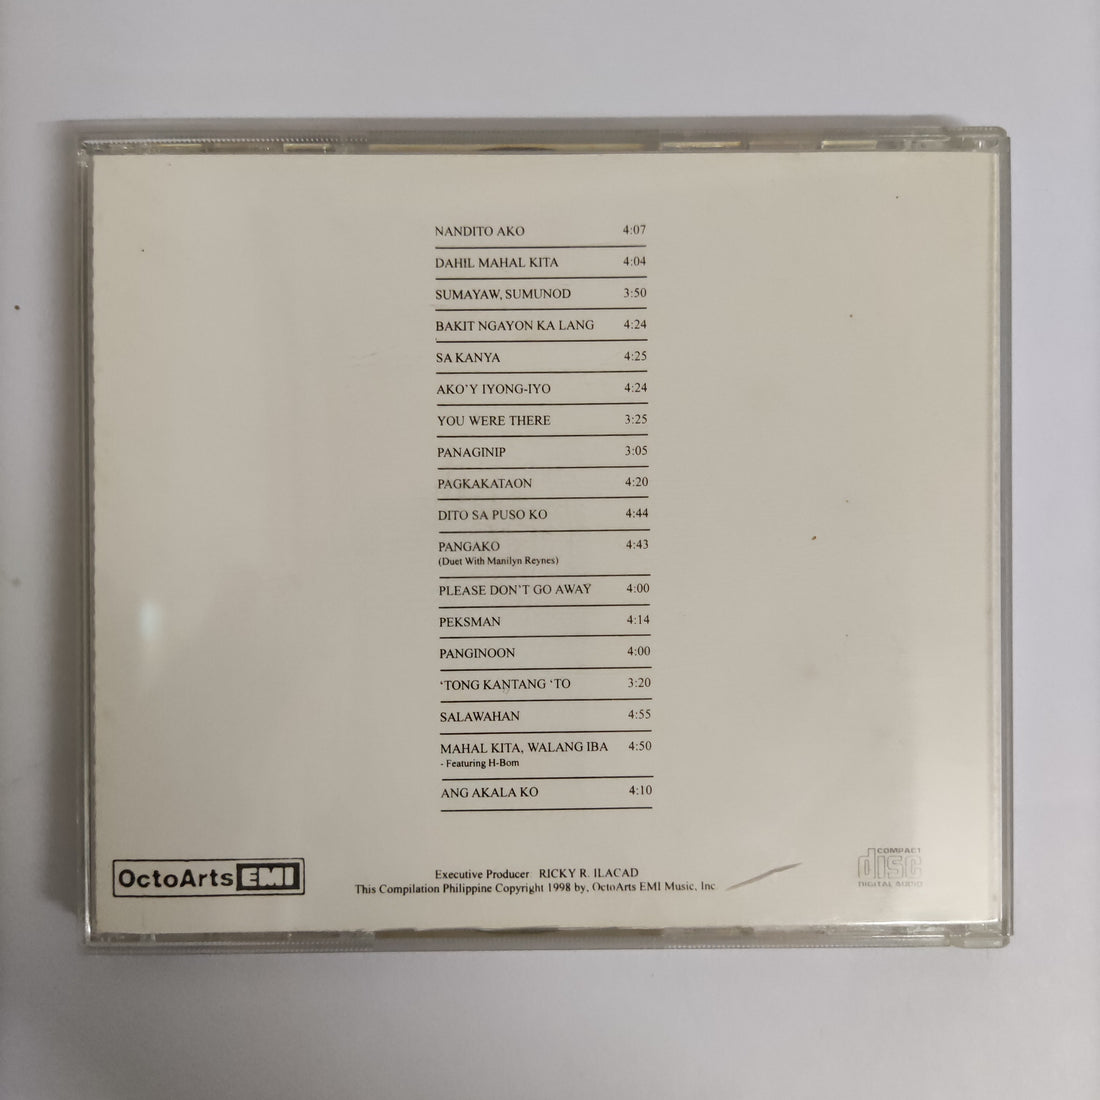 NANDITO AKO 4:07
DAHIL MAHAL KITA 4:04
SUMAYAW, SUMUNOD 3:50
BAKIT NGAYON KA LANG 4:24
SA KANYA 4:25
AKO'Y IYONG-IYO 4:24
YOU WERE THERE 3:25
PANAGINIP 3:05
PAGKAKATAON 4:20
DITO SA PUSO KO 4:44
PANGAKO 4:43
(Duet With Manilyn Reynes)
PLEASE DON'T GO AWAY 4:00
PEKSMAN 4:14
PANGINOON 4:00
‘TONG KANTANG ‘TO 3:20
SALAWAHAN 4:55
MAHAL KITA, WALANG IBA 4:50
- Featuring H-Bom
ANG AKALA KO 4:10
OctoArts EMI
Executive Producer RICKY R. ILACAD
This Compilation Philippine Copyright 1998 by, OctoArts EMI Music, Inc
COMPACT
disc
DIGITAL AUDIO